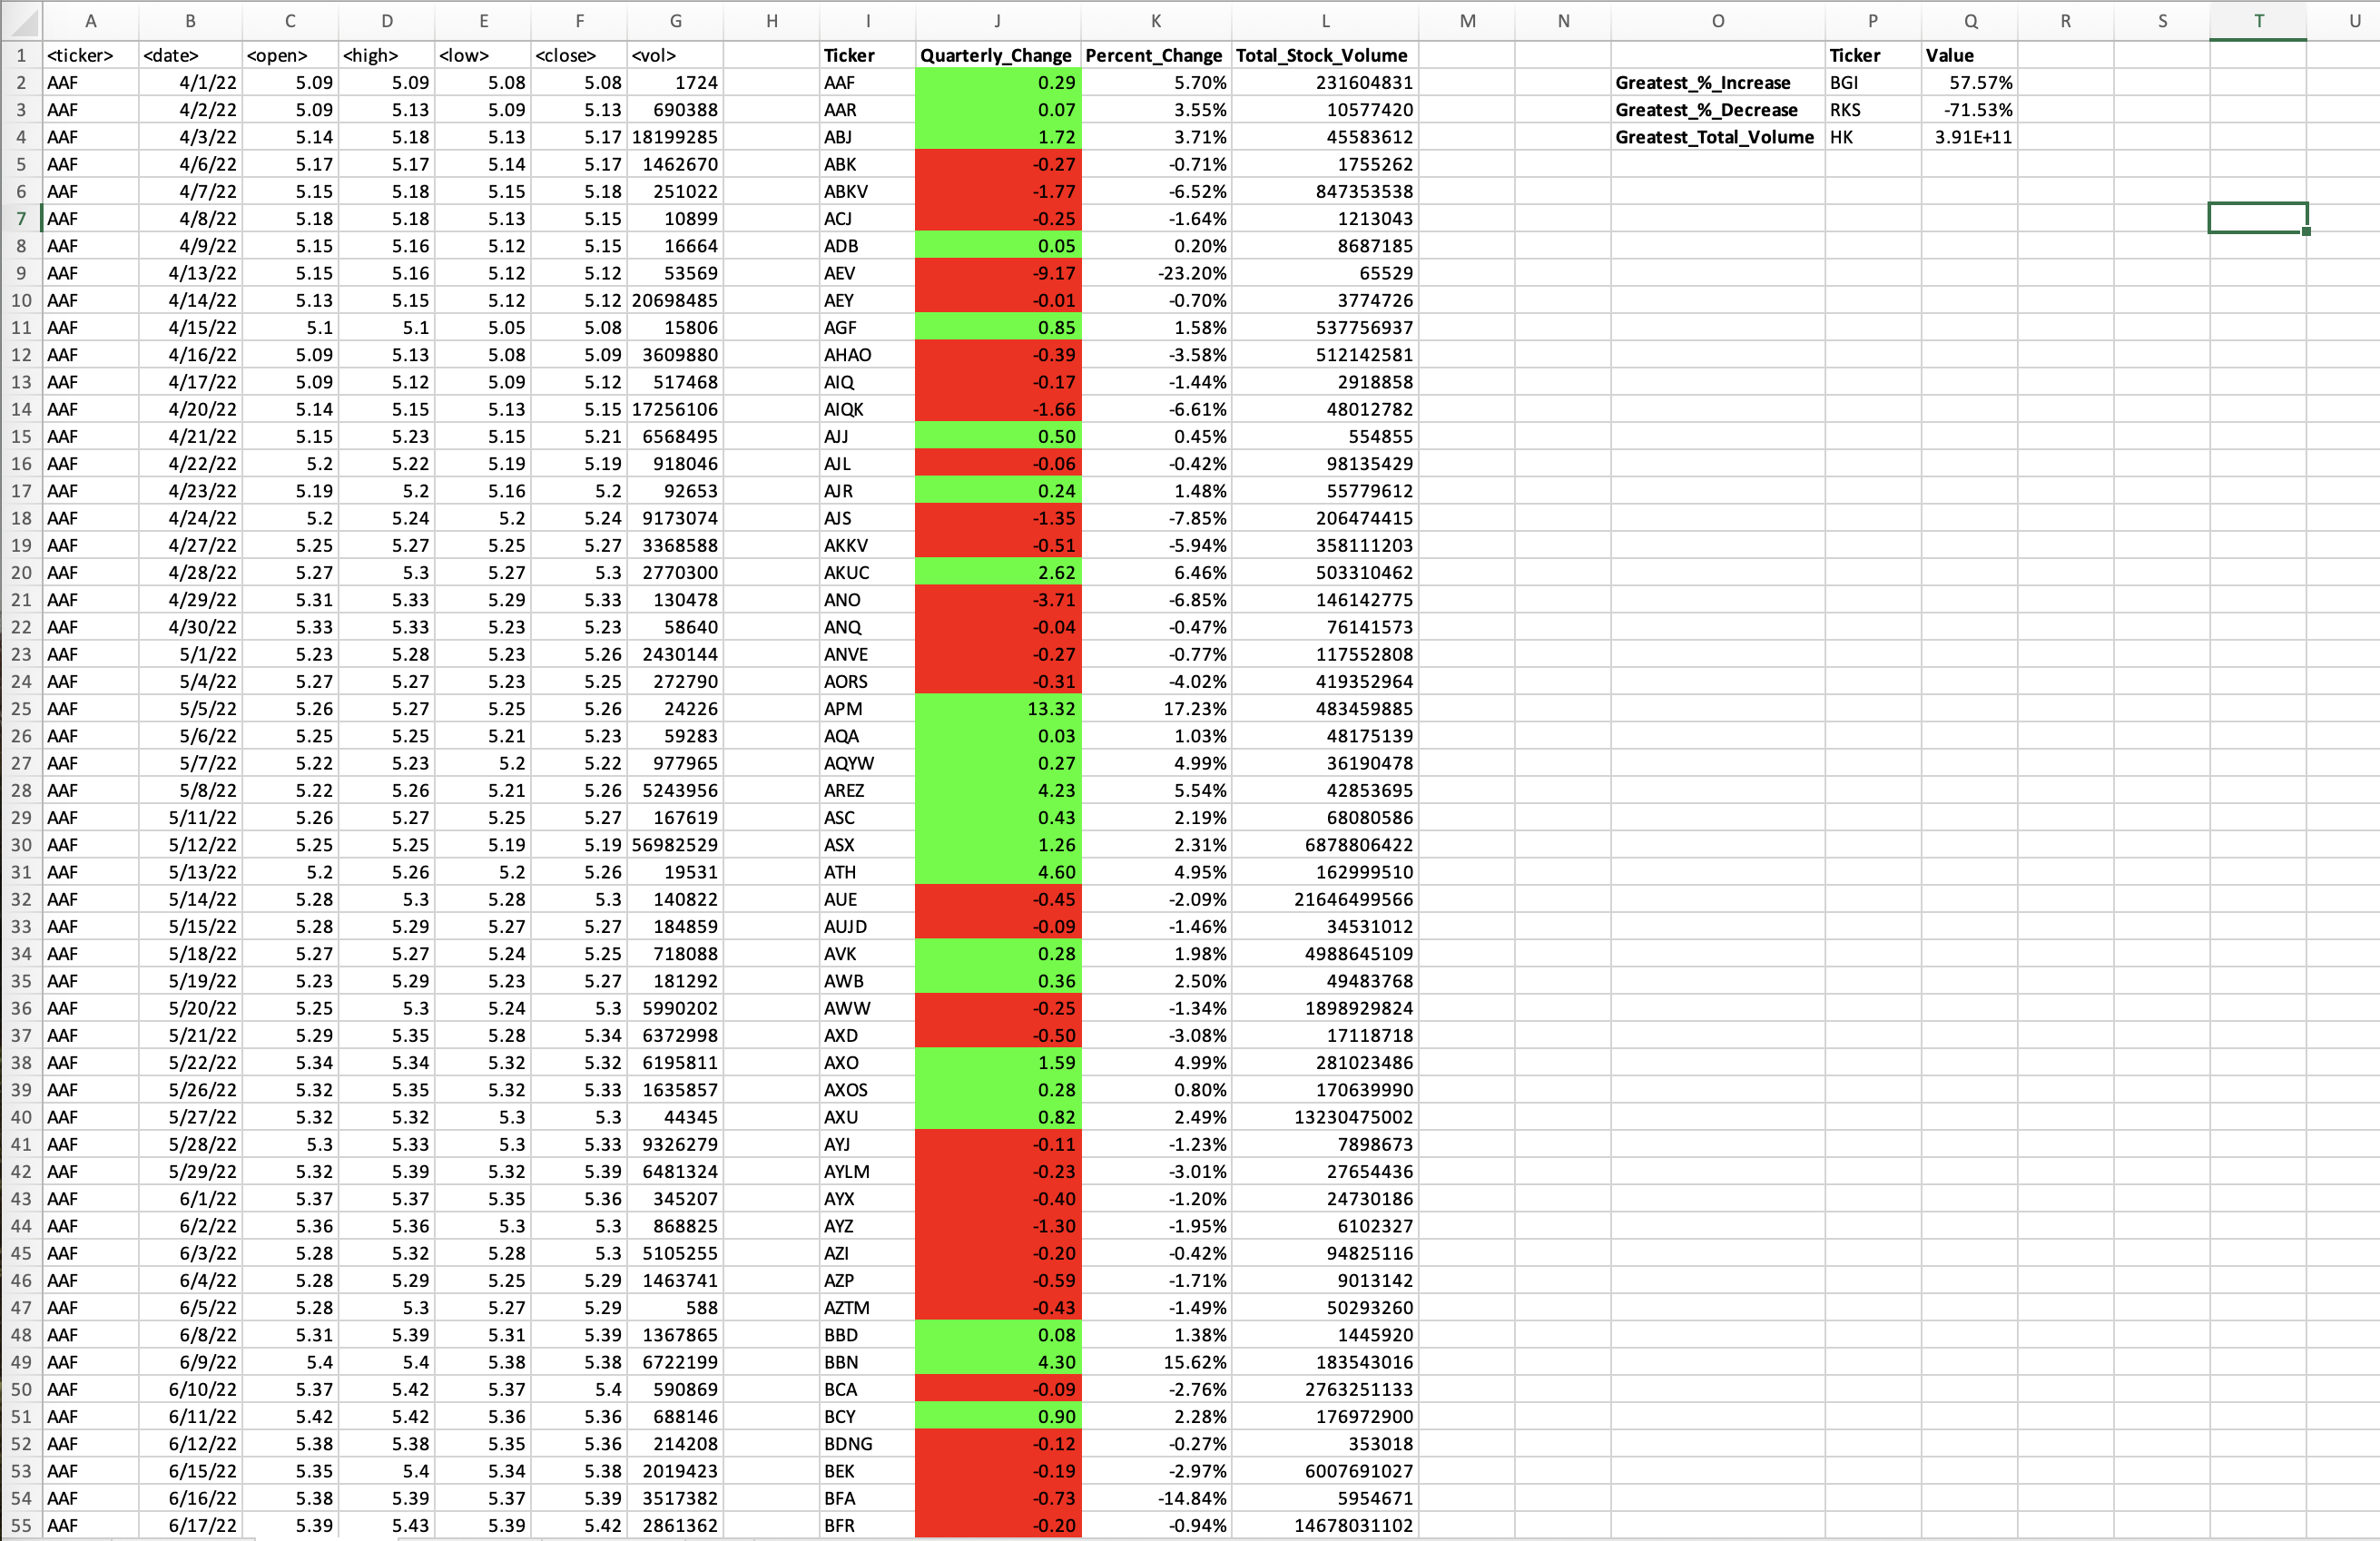 A B C D E F G H I J K L M N O P Q R S T U
1 <ticker> <date> <open> <high> <low> <close> <vol> Ticker Quarterly_Change Percent_Change Total_Stock_Volume Ticker Value
2 AAF 4/1/22 5.09 5.09 5.08 5.08 1724 AAF 0.29 5.70% 231604831 Greatest_%_Increase BGI 57.57%
3 AAF 4/2/22 5.09 5.13 5.09 5.13 690388 AAR 0.07 3.55% 10577420 Greatest_%_Decrease RKS -71.53%
4 AAF 4/3/22 5.14 5.18 5.13 5.17 18199285 ABJ 1.72 3.71% 45583612 Greatest_Total_Volume HK 3.91E+11
5 AAF 4/6/22 5.17 5.17 5.14 5.17 1462670 ABK -0.27 -0.71% 1755262
6 AAF 4/7/22 5.15 5.18 5.15 5.18 251022 ABKV -1.77 -6.52% 847353538
7 AAF 4/8/22 5.18 5.18 5.13 5.15 10899 ACJ -0.25 -1.64% 1213043
8 AAF 4/9/22 5.15 5.16 5.12 5.15 16664 ADB 0.05 0.20% 8687185
9 AAF 4/13/22 5.15 5.16 5.12 5.12 53569 AEV -9.17 -23.20% 65529
10 AAF 4/14/22 5.13 5.15 5.12 5.12 20698485 AEY -0.01 -0.70% 3774726
11 AAF 4/15/22 5.1 5.1 5.05 5.08 15806 AGF 0.85 1.58% 537756937
12 AAF 4/16/22 5.09 5.13 5.08 5.09 3609880 AHAO -0.39 -3.58% 512142581
13 AAF 4/17/22 5.09 5.12 5.09 5.12 517468 AIQ -0.17 -1.44% 2918858
14 AAF 4/20/22 5.14 5.15 5.13 5.15 17256106 AIQK -1.66 -6.61% 48012782
15 AAF 4/21/22 5.15 5.23 5.15 5.21 6568495 AJJ 0.50 0.45% 554855
16 AAF 4/22/22 5.2 5.22 5.19 5.19 918046 AJL -0.06 -0.42% 98135429
17 AAF 4/23/22 5.19 5.2 5.16 5.2 92653 AJR 0.24 1.48% 55779612
18 AAF 4/24/22 5.2 5.24 5.2 5.24 9173074 AJS -1.35 -7.85% 206474415
19 AAF 4/27/22 5.25 5.27 5.25 5.27 3368588 AKKV -0.51 -5.94% 358111203
20 AAF 4/28/22 5.27 5.3 5.27 5.3 2770300 AKUC 2.62 6.46% 503310462
21 AAF 4/29/22 5.31 5.33 5.29 5.33 130478 ANO -3.71 -6.85% 146142775
22 AAF 4/30/22 5.33 5.33 5.23 5.23 58640 ANQ -0.04 -0.47% 76141573
23 AAF 5/1/22 5.23 5.28 5.23 5.26 2430144 ANVE -0.27 -0.77% 117552808
24 AAF 5/4/22 5.27 5.27 5.23 5.25 272790 AORS -0.31 -4.02% 419352964
25 AAF 5/5/22 5.26 5.27 5.25 5.26 24226 APM 13.32 17.23% 483459885
26 AAF 5/6/22 5.25 5.25 5.21 5.23 59283 AQA 0.03 1.03% 48175139
27 AAF 5/7/22 5.22 5.23 5.2 5.22 977965 AQYW 0.27 4.99% 36190478
28 AAF 5/8/22 5.22 5.26 5.21 5.26 5243956 AREZ 4.23 5.54% 42853695
29 AAF 5/11/22 5.26 5.27 5.25 5.27 167619 ASC 0.43 2.19% 68080586
30 AAF 5/12/22 5.25 5.25 5.19 5.19 56982529 ASX 1.26 2.31% 6878806422
31 AAF 5/13/22 5.2 5.26 5.2 5.26 19531 ATH 4.60 4.95% 162999510
32 AAF 5/14/22 5.28 5.3 5.28 5.3 140822 AUE -0.45 -2.09% 21646499566
33 AAF 5/15/22 5.28 5.29 5.27 5.27 184859 AUJD -0.09 -1.46% 34531012
34 AAF 5/18/22 5.27 5.27 5.24 5.25 718088 AVK 0.28 1.98% 4988645109
35 AAF 5/19/22 5.23 5.29 5.23 5.27 181292 AWB 0.36 2.50% 49483768
36 AAF 5/20/22 5.25 5.3 5.24 5.3 5990202 AWW -0.25 -1.34% 1898929824
37 AAF 5/21/22 5.29 5.35 5.28 5.34 6372998 AXD -0.50 -3.08% 17118718
38 AAF 5/22/22 5.34 5.34 5.32 5.32 6195811 AXO 1.59 4.99% 281023486
39 AAF 5/26/22 5.32 5.35 5.32 5.33 1635857 AXOS 0.28 0.80% 170639990
40 AAF 5/27/22 5.32 5.32 5.3 5.3 44345 AXU 0.82 2.49% 13230475002
41 AAF 5/28/22 5.3 5.33 5.3 5.33 9326279 AYJ -0.11 -1.23% 7898673
42 AAF 5/29/22 5.32 5.39 5.32 5.39 6481324 AYLM -0.23 -3.01% 27654436
43 AAF 6/1/22 5.37 5.37 5.35 5.36 345207 AYX -0.40 -1.20% 24730186
44 AAF 6/2/22 5.36 5.36 5.3 5.3 868825 AYZ -1.30 -1.95% 6102327
45 AAF 6/3/22 5.28 5.32 5.28 5.3 5105255 AZI -0.20 -0.42% 94825116
46 AAF 6/4/22 5.28 5.29 5.25 5.29 1463741 AZP -0.59 -1.71% 9013142
47 AAF 6/5/22 5.28 5.3 5.27 5.29 588 AZTM -0.43 -1.49% 50293260
48 AAF 6/8/22 5.31 5.39 5.31 5.39 1367865 BBD 0.08 1.38% 1445920
49 AAF 6/9/22 5.4 5.4 5.38 5.38 6722199 BBN 4.30 15.62% 183543016
50 AAF 6/10/22 5.37 5.42 5.37 5.4 590869 BCA -0.09 -2.76% 2763251133
51 AAF 6/11/22 5.42 5.42 5.36 5.36 688146 BCY 0.90 2.28% 176972900
52 AAF 6/12/22 5.38 5.38 5.35 5.36 214208 BDNG -0.12 -0.27% 353018
53 AAF 6/15/22 5.35 5.4 5.34 5.38 2019423 BEK -0.19 -2.97% 6007691027
54 AAF 6/16/22 5.38 5.39 5.37 5.39 3517382 BFA -0.73 -14.84% 5954671
55 AAF 6/17/22 5.39 5.43 5.39 5.42 2861362 BFR -0.20 -0.94% 14678031102